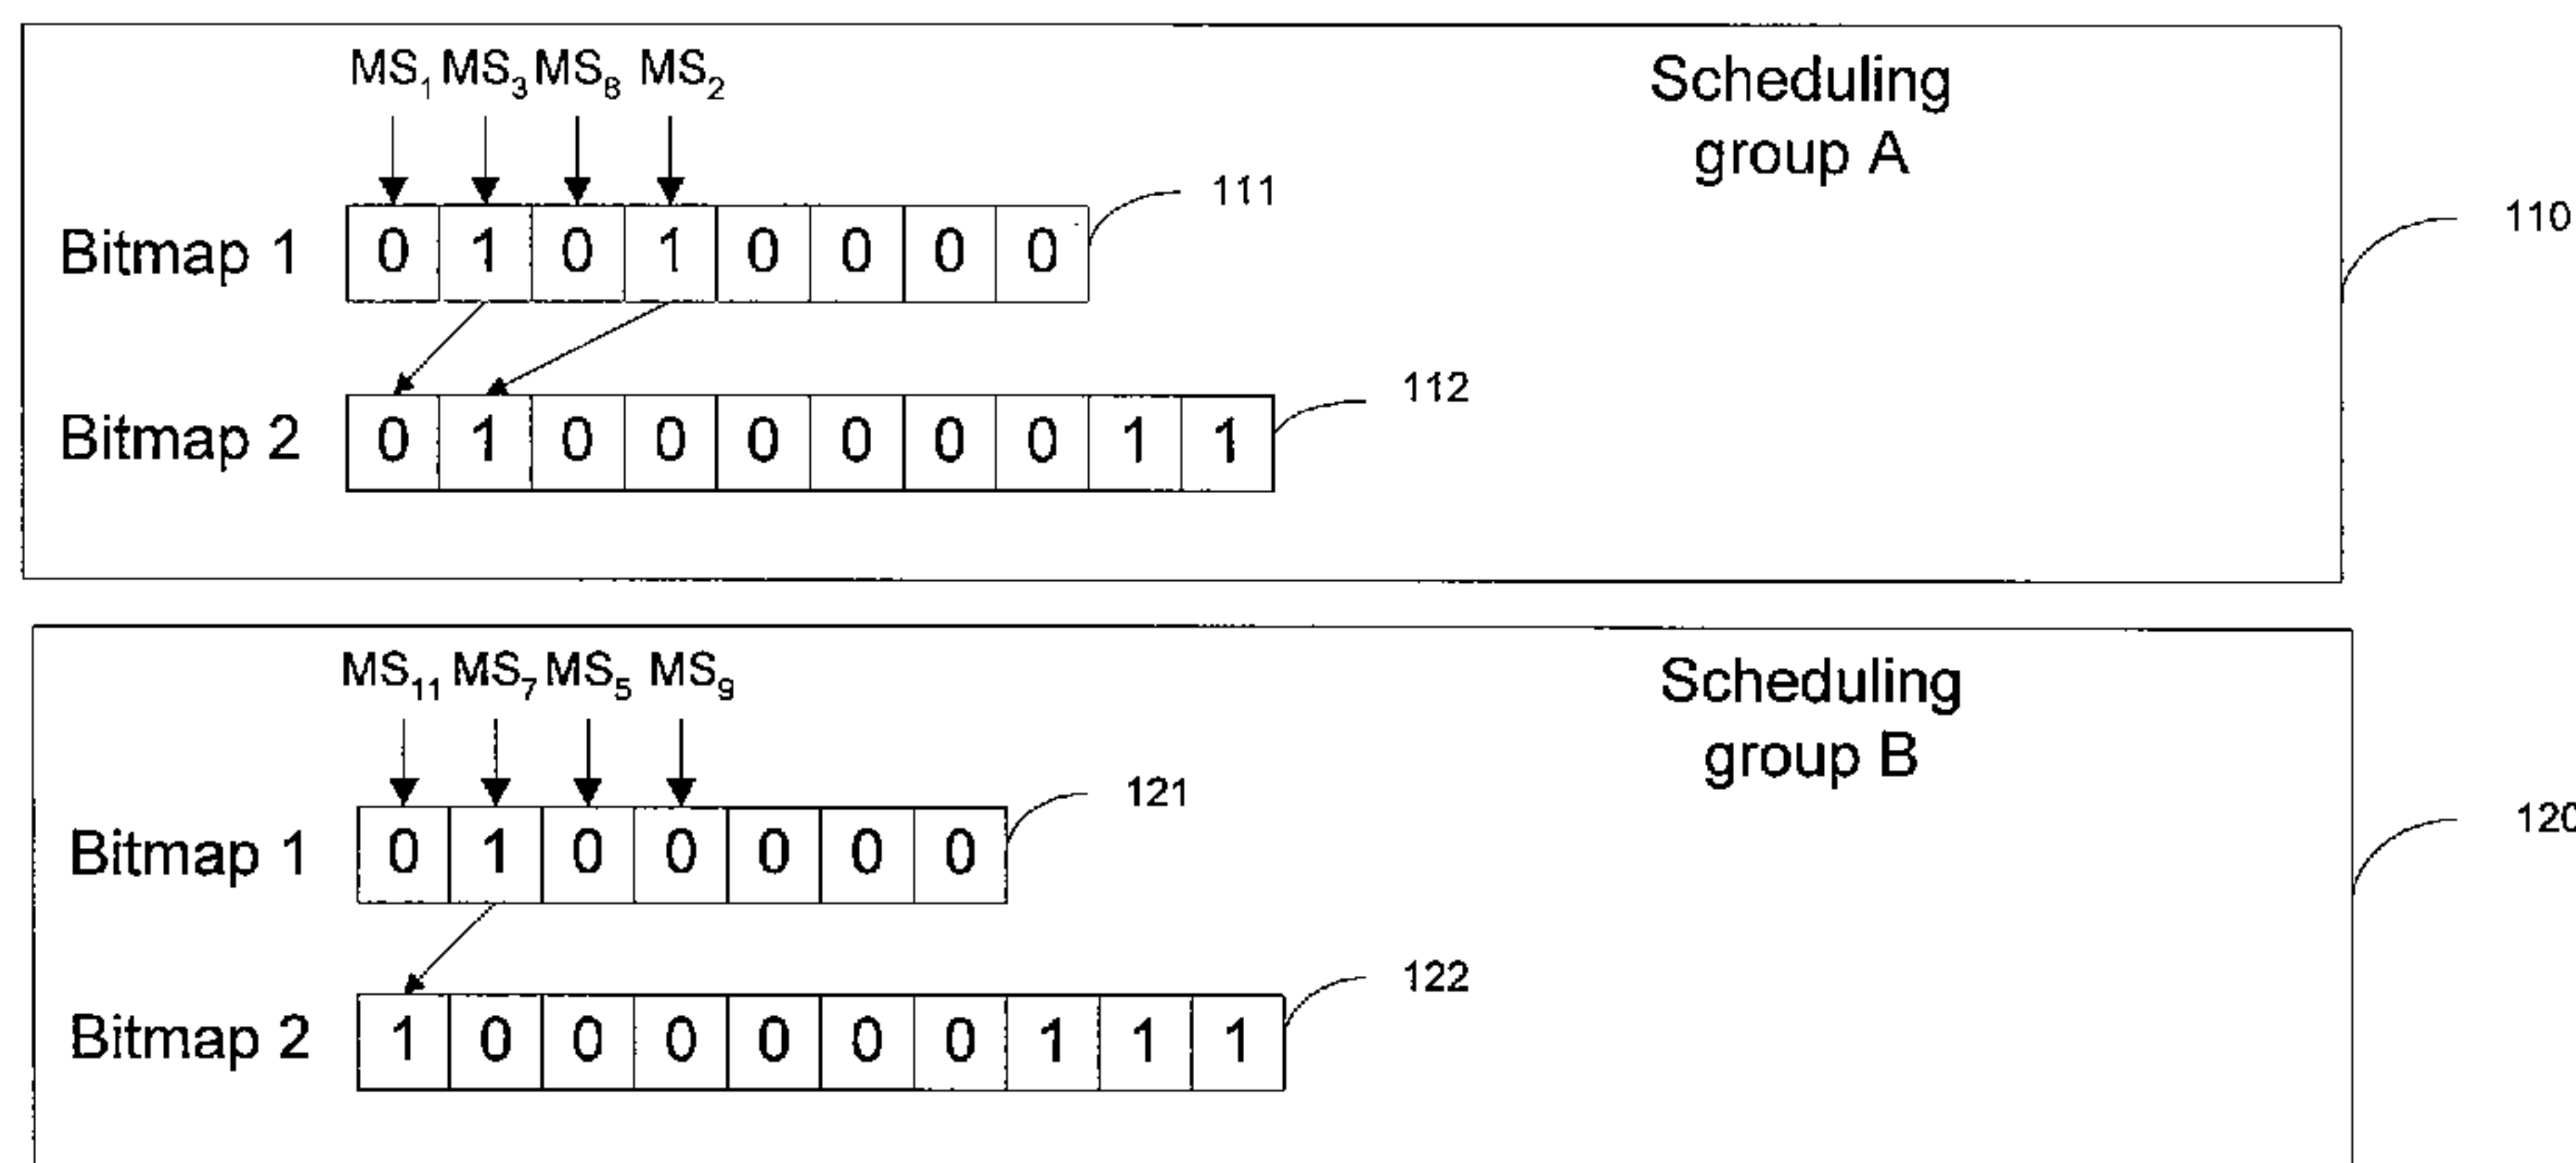 MS₁ MS₃ MS₈ MS₂
Scheduling
group A
111
110
Bitmap 1 0 1 0 1 0 0 0 0
112
Bitmap 2 0 1 0 0 0 0 0 0 1 1
MS₁₁ MS₇ MS₅ MS₉
Scheduling
group B
121
120
Bitmap 1 0 1 0 0 0 0 0
122
Bitmap 2 1 0 0 0 0 0 0 1 1 1